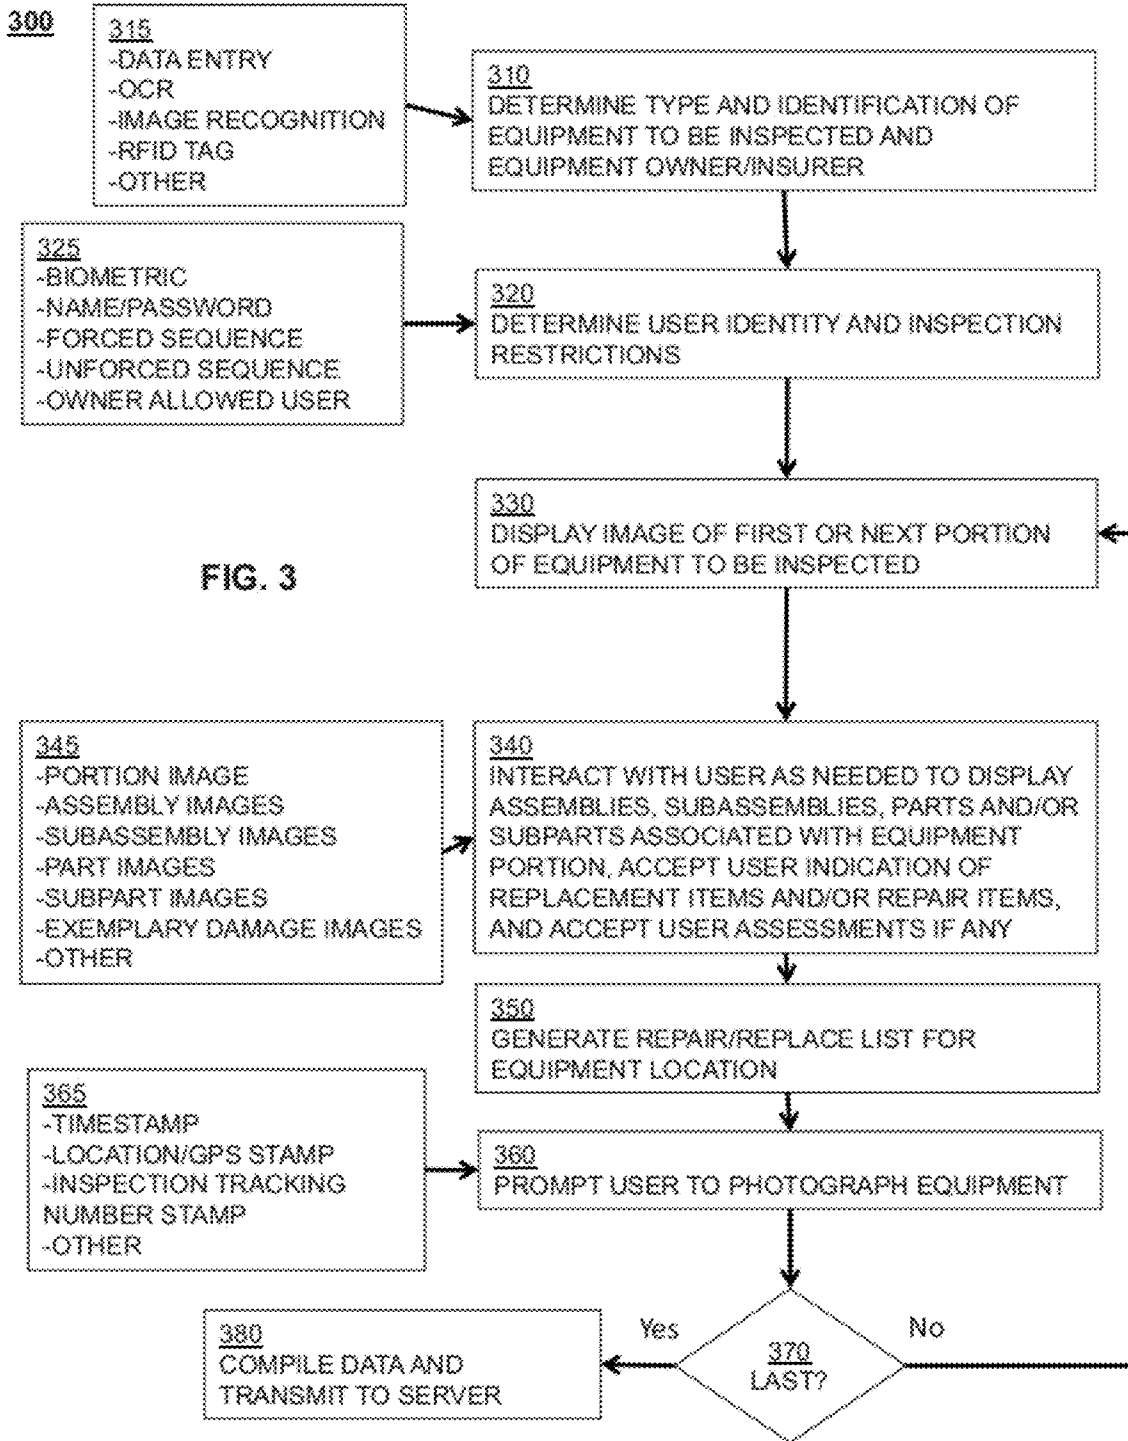 300
315
-DATA ENTRY
-OCR
-IMAGE RECOGNITION
-RFID TAG
-OTHER
310
DETERMINE TYPE AND IDENTIFICATION OF
EQUIPMENT TO BE INSPECTED AND
EQUIPMENT OWNER/INSURER
325
-BIOMETRIC
-NAME/PASSWORD
-FORCED SEQUENCE
-UNFORCED SEQUENCE
-OWNER ALLOWED USER
320
DETERMINE USER IDENTITY AND INSPECTION
RESTRICTIONS
330
DISPLAY IMAGE OF FIRST OR NEXT PORTION
OF EQUIPMENT TO BE INSPECTED
FIG. 3
345
-PORTION IMAGE
-ASSEMBLY IMAGES
-SUBASSEMBLY IMAGES
-PART IMAGES
-SUBPART IMAGES
-EXEMPLARY DAMAGE IMAGES
-OTHER
340
INTERACT WITH USER AS NEEDED TO DISPLAY
ASSEMBLIES, SUBASSEMBLIES, PARTS AND/OR
SUBPARTS ASSOCIATED WITH EQUIPMENT
PORTION, ACCEPT USER INDICATION OF
REPLACEMENT ITEMS AND/OR REPAIR ITEMS,
AND ACCEPT USER ASSESSMENTS IF ANY
350
GENERATE REPAIR/REPLACE LIST FOR
EQUIPMENT LOCATION
365
-TIMESTAMP
-LOCATION/GPS STAMP
-INSPECTION TRACKING
NUMBER STAMP
-OTHER
360
PROMPT USER TO PHOTOGRAPH EQUIPMENT
380
COMPILE DATA AND
TRANSMIT TO SERVER
Yes
370
LAST?
No